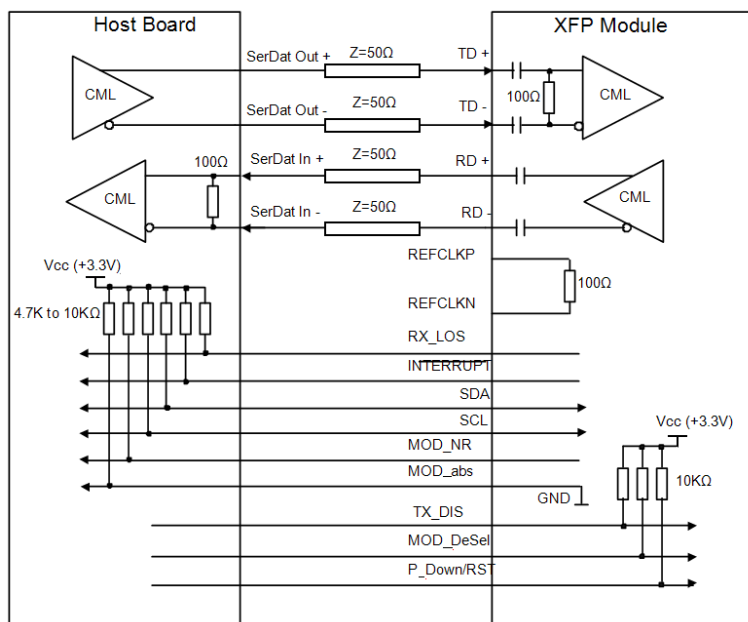 Host Board
XFP Module
SerDat Out +
Z=50Ω
TD +
CML
100Ω
CML
SerDat Out -
Z=50Ω
TD -
SerDat In +
Z=50Ω
RD +
100Ω
CML
CML
SerDat In -
Z=50Ω
RD -
REFCLKP
Vcc (+3.3V)
100Ω
REFCLKN
4.7K to 10KΩ
RX_LOS
INTERRUPT
SDA
SCL
Vcc (+3.3V)
MOD_NR
MOD_abs
10KΩ
GND
TX_DIS
MOD_DeSel
P_Down/RST